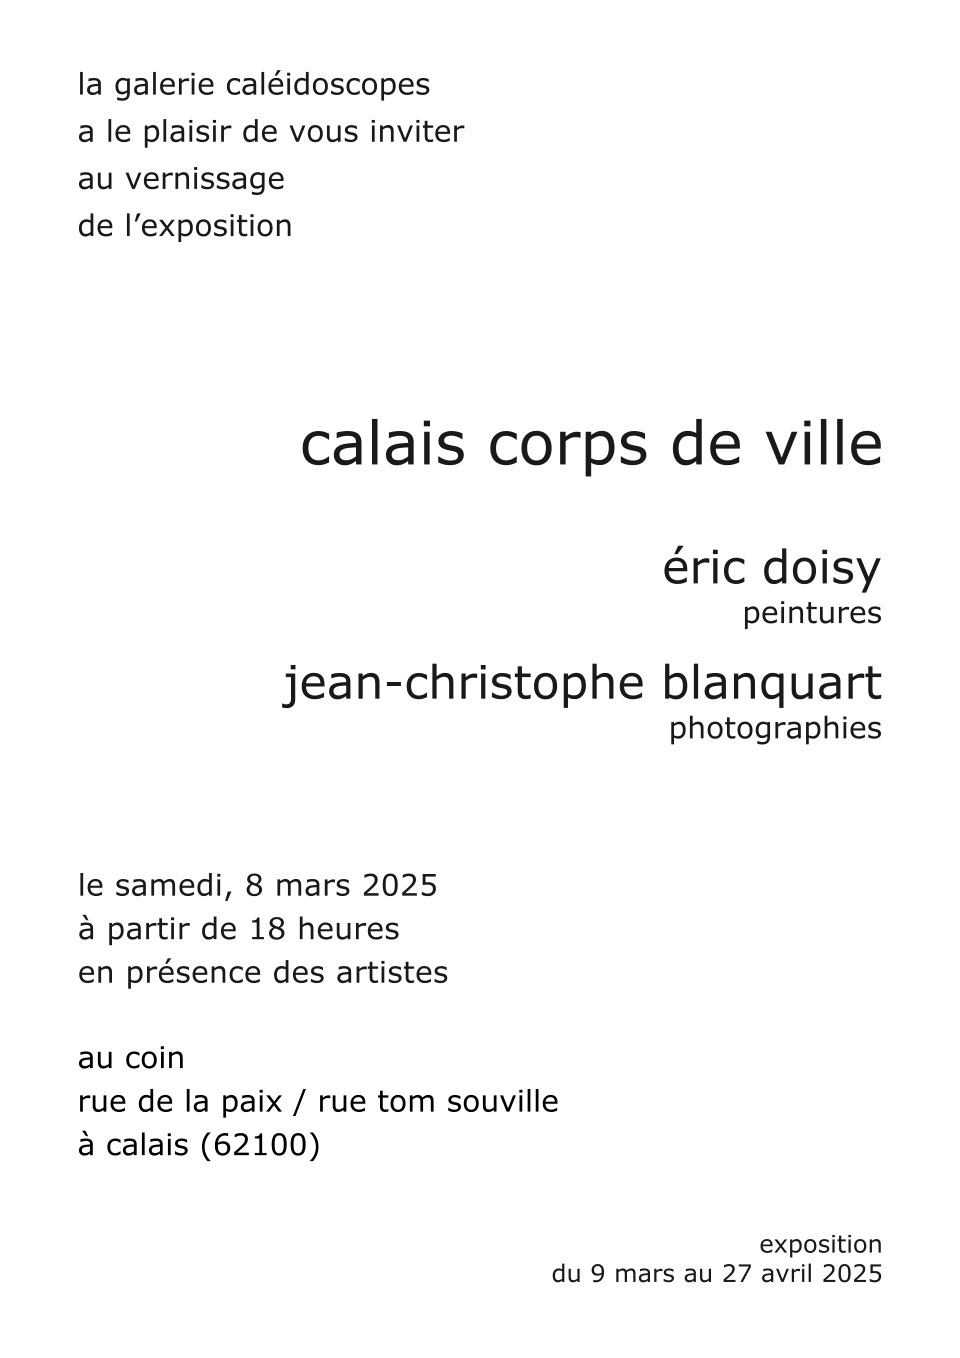 la galerie caléidoscopes
a le plaisir de vous inviter
au vernissage
de l’exposition
calais corps de ville
éric doisy
peintures
jean-christophe blanquart
photographies
le samedi, 8 mars 2025
à partir de 18 heures
en présence des artistes
au coin
rue de la paix / rue tom souville
à calais (62100)
exposition
du 9 mars au 27 avril 2025